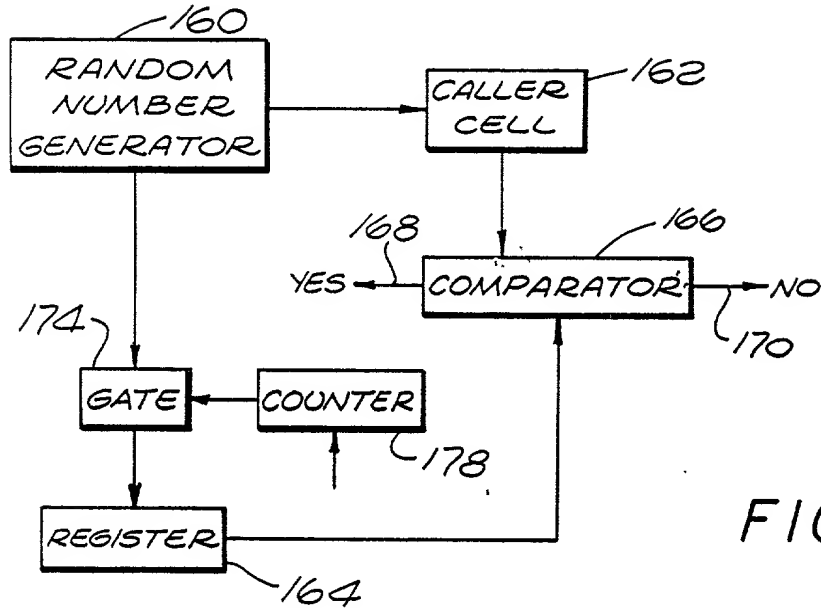 160
RANDOM
NUMBER
GENERATOR
162
CALLER
CELL
168
166
YES
COMPARATOR
NO
170
174
GATE
COUNTER
178
REGISTER
164